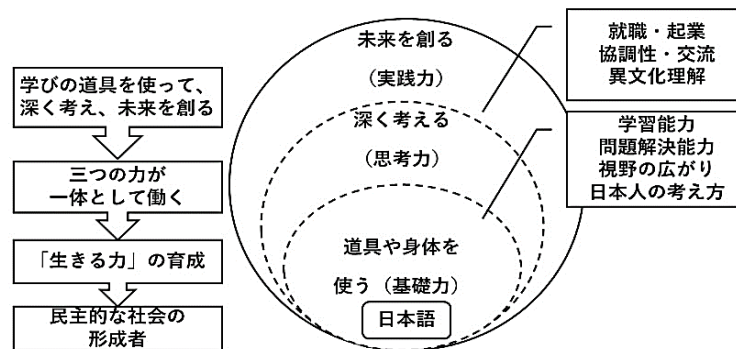 学びの道具を使って、
深く考え、未来を創る
三つの力が
一体として働く
「生きる力」の育成
民主的な社会の
形成者
未来を創る
(実践力)
深く考える
(思考力)
道具や身体を
使う(基礎力)
日本語
就職・起業
協調性・交流
異文化理解
学習能力
問題解決能力
視野の広がり
日本人の考え方